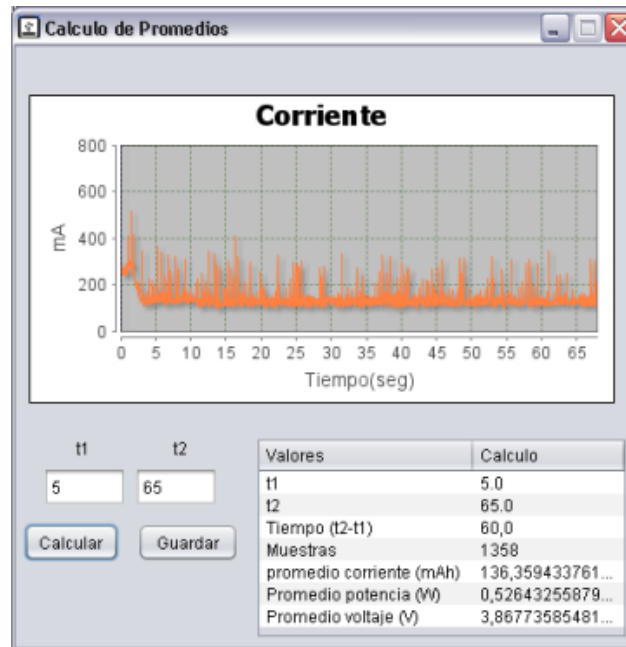 Calculo de Promedios
Corriente
800
600
400
200
0
mA
0 5 10 15 20 25 30 35 40 45 50 55 60 65
Tiempo(seg)
t1 t2
5 65
Calcular Guardar
Valores Calculo
t1 5.0
t2 65.0
Tiempo (t2-t1) 60,0
Muestras 1358
promedio corriente (mAh) 136,359433761...
Promedio potencia (W) 0,52643255879...
Promedio voltaje (V) 3,86773585481...